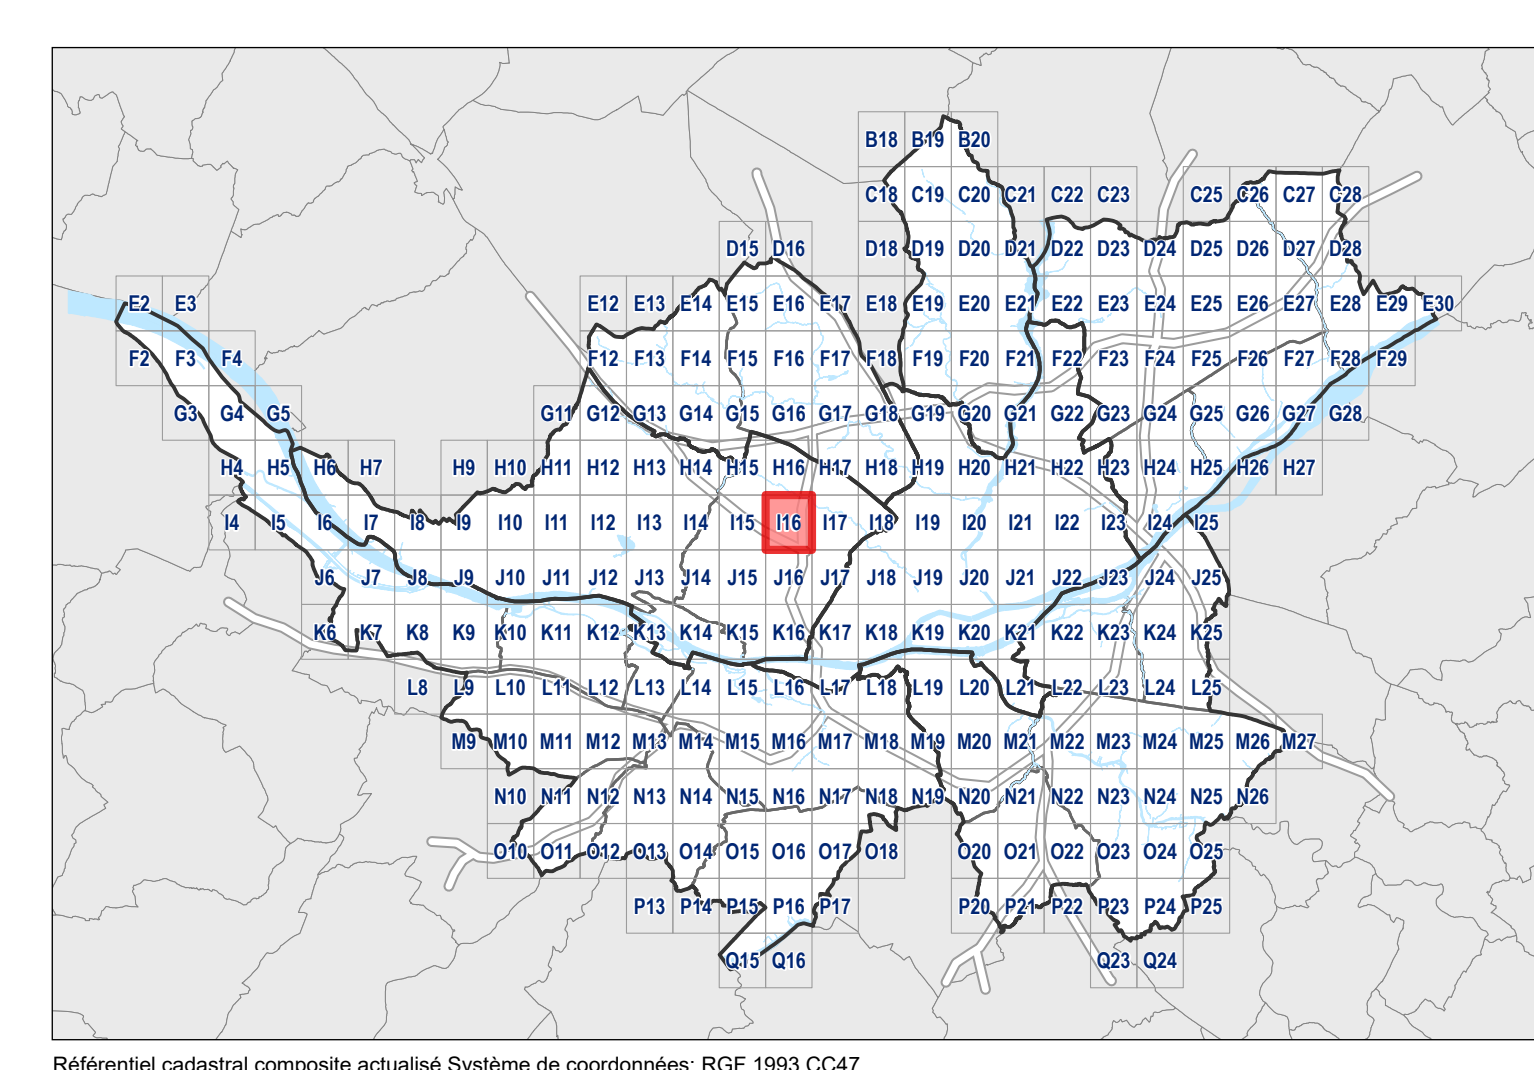 B18 B19 B20
C18 C19 C20 C21 C22 C23 C25 C26 C27 C28
D15 D16 D18 D19 D20 D21 D22 D23 D24 D25 D26 D27 D28
E2 E3 E12 E13 E14 E15 E16 E17 E18 E19 E20 E21 E22 E23 E24 E25 E26 E27 E28 E29 E30
F2 F3 F4 F12 F13 F14 F15 F16 F17 F18 F19 F20 F21 F22 F23 F24 F25 F26 F27 F28 F29
G3 G4 G5 G11 G12 G13 G14 G15 G16 G17 G18 G19 G20 G21 G22 G23 G24 G25 G26 G27 G28
H4 H5 H6 H7 H9 H10 H11 H12 H13 H14 H15 H16 H17 H18 H19 H20 H21 H22 H23 H24 H25 H26 H27
I4 I5 I6 I7 I8 I9 I10 I11 I12 I13 I14 I15 I16 I17 I18 I19 I20 I21 I22 I23 I24 I25
J6 J7 J8 J9 J10 J11 J12 J13 J14 J15 J16 J17 J18 J19 J20 J21 J22 J23 J24 J25
K6 K7 K8 K9 K10 K11 K12 K13 K14 K15 K16 K17 K18 K19 K20 K21 K22 K23 K24 K25
L8 L9 L10 L11 L12 L13 L14 L15 L16 L17 L18 L19 L20 L21 L22 L23 L24 L25
M9 M10 M11 M12 M13 M14 M15 M16 M17 M18 M19 M20 M21 M22 M23 M24 M25 M26 M27
N10 N11 N12 N13 N14 N15 N16 N17 N18 N19 N20 N21 N22 N23 N24 N25 N26
O10 O11 O12 O13 O14 O15 O16 O17 O18 O20 O21 O22 O23 O24 O25
P13 P14 P15 P16 P17 P20 P21 P22 P23 P24 P25
Q15 Q16 Q23 Q24
Référentiel cadastral composite actualisé Système de coordonnées: RGF 1993 CC47